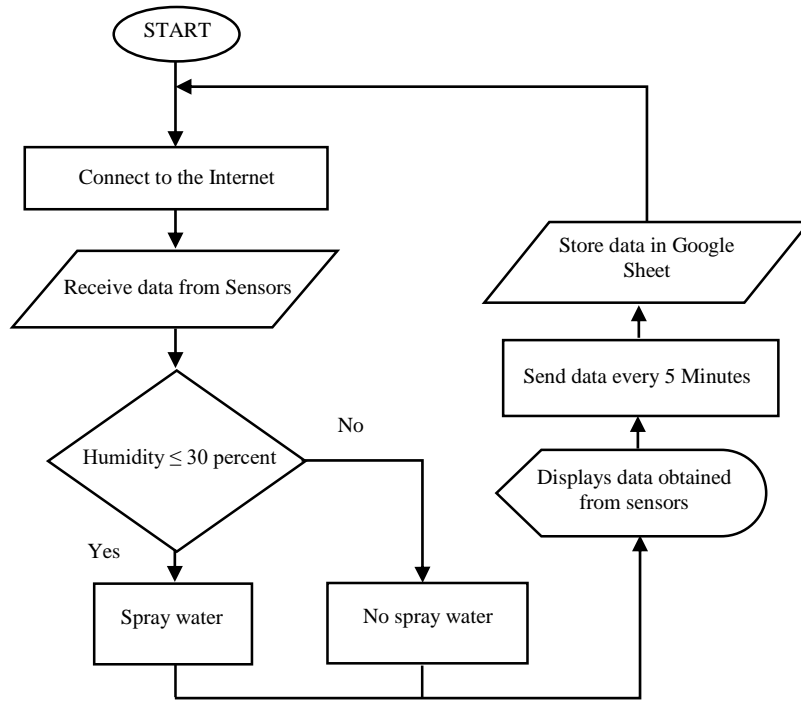 START
Connect to the Internet
Receive data from Sensors
Humidity ≤ 30 percent
No
Yes
Spray water
No spray water
Displays data obtained
from sensors
Send data every 5 Minutes
Store data in Google
Sheet